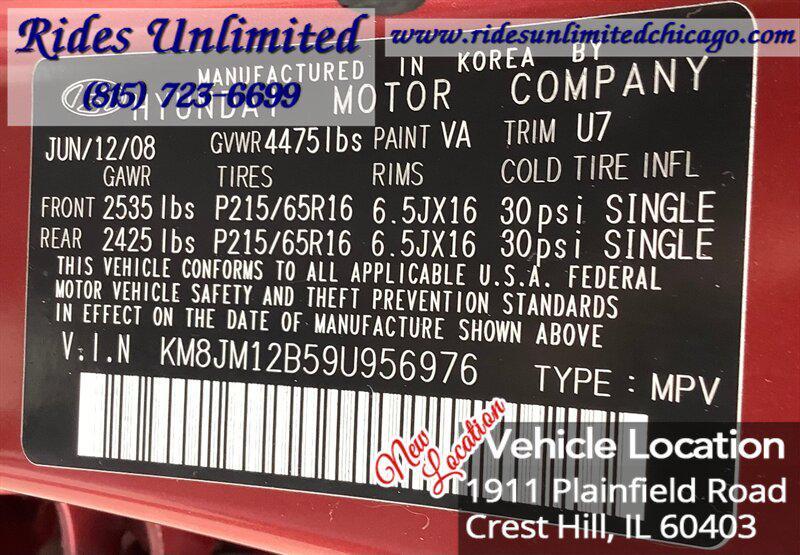 Rides Unlimited
(815) 723-6699
www.ridesunlimitedchicago.com
MANUFACTURED IN KOREA BY
HYUNDAI MOTOR COMPANY
JUN/12/08 GVWR 4475lbs PAINT VA TRIM U7
GAWR TIRES RIMS COLD TIRE INFL
FRONT 2535 lbs P215/65R16 6.5JX16 30psi SINGLE
REAR 2425 lbs P215/65R16 6.5JX16 30psi SINGLE
THIS VEHICLE CONFORMS TO ALL APPLICABLE U.S.A. FEDERAL
MOTOR VEHICLE SAFETY AND THEFT PREVENTION STANDARDS
IN EFFECT ON THE DATE OF MANUFACTURE SHOWN ABOVE
V.I.N KM8JM12B59U956976 TYPE : MPV
New
Location
Vehicle Location
1911 Plainfield Road
Crest Hill, IL 60403